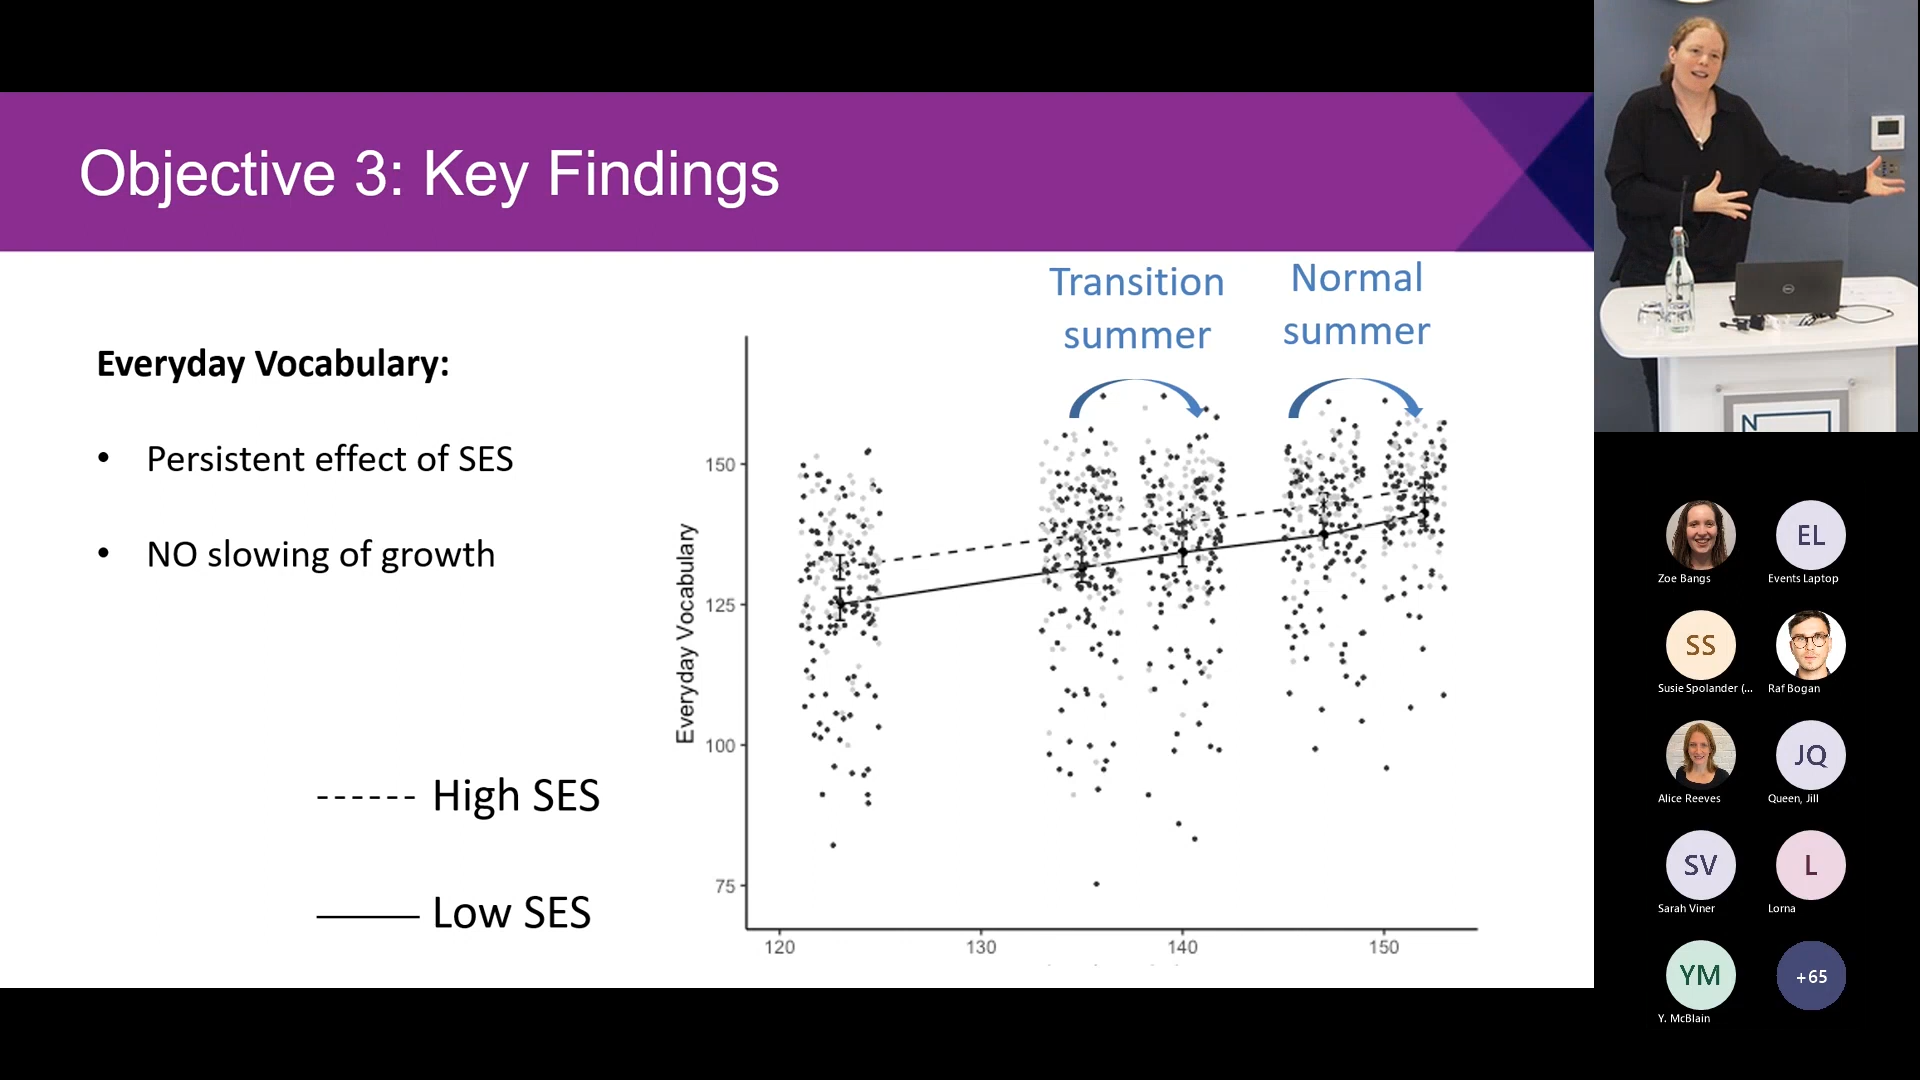 Objective 3: Key Findings
Transition
summer
Normal
summer
Everyday Vocabulary:
• Persistent effect of SES
• NO slowing of growth
High SES
Low SES
Everyday Vocabulary
150
125
100
75
120
130
140
150
DELL
N
Zoe Bangs
EL
Events Laptop
SS
Susie Spolander (...
Raf Bogan
Alice Reeves
JQ
Queen, Jill
SV
Sarah Viner
L
Lorna
YM
Y. McBlain
+65